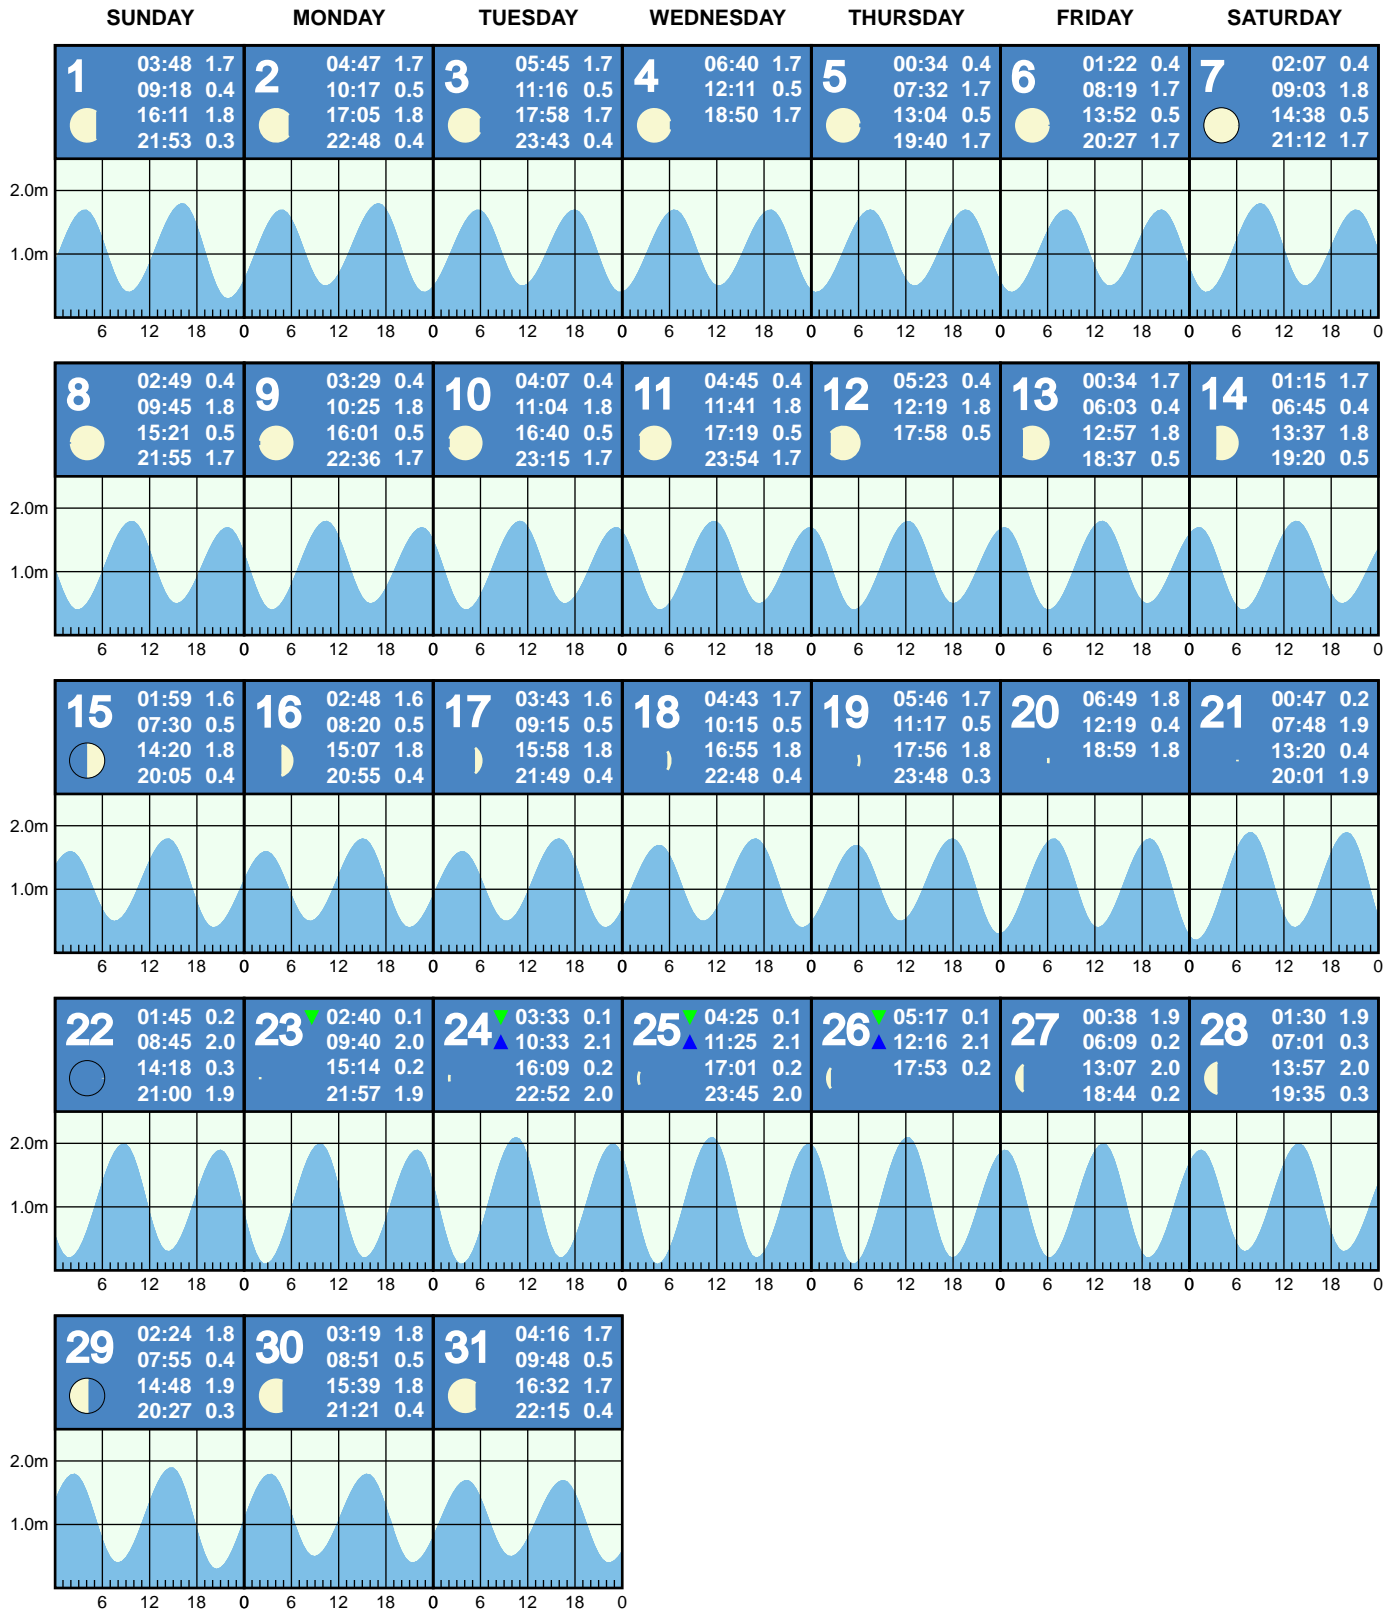 SUNDAY MONDAY TUESDAY WEDNESDAY THURSDAY FRIDAY SATURDAY
1 03:48 1.7
09:18 0.4
16:11 1.8
21:53 0.3
2 04:47 1.7
10:17 0.5
17:05 1.8
22:48 0.4
3 05:45 1.7
11:16 0.5
17:58 1.7
23:43 0.4
4 06:40 1.7
12:11 0.5
18:50 1.7
5 00:34 0.4
07:32 1.7
13:04 0.5
19:40 1.7
6 01:22 0.4
08:19 1.7
13:52 0.5
20:27 1.7
7 02:07 0.4
09:03 1.8
14:38 0.5
21:12 1.7
2.0m
1.0m
6 12 18 0 6 12 18 0 6 12 18 0 6 12 18 0 6 12 18 0 6 12 18 0 6 12 18 0
8 02:49 0.4
09:45 1.8
15:21 0.5
21:55 1.7
9 03:29 0.4
10:25 1.8
16:01 0.5
22:36 1.7
10 04:07 0.4
11:04 1.8
16:40 0.5
23:15 1.7
11 04:45 0.4
11:41 1.8
17:19 0.5
23:54 1.7
12 05:23 0.4
12:19 1.8
17:58 0.5
13 00:34 1.7
06:03 0.4
12:57 1.8
18:37 0.5
14 01:15 1.7
06:45 0.4
13:37 1.8
19:20 0.5
2.0m
1.0m
6 12 18 0 6 12 18 0 6 12 18 0 6 12 18 0 6 12 18 0 6 12 18 0 6 12 18 0
15 01:59 1.6
07:30 0.5
14:20 1.8
20:05 0.4
16 02:48 1.6
08:20 0.5
15:07 1.8
20:55 0.4
17 03:43 1.6
09:15 0.5
15:58 1.8
21:49 0.4
18 04:43 1.7
10:15 0.5
16:55 1.8
22:48 0.4
19 05:46 1.7
11:17 0.5
17:56 1.8
23:48 0.3
20 06:49 1.8
12:19 0.4
18:59 1.8
21 00:47 0.2
07:48 1.9
13:20 0.4
20:01 1.9
2.0m
1.0m
6 12 18 0 6 12 18 0 6 12 18 0 6 12 18 0 6 12 18 0 6 12 18 0 6 12 18 0
22 01:45 0.2
08:45 2.0
14:18 0.3
21:00 1.9
23 02:40 0.1
09:40 2.0
15:14 0.2
21:57 1.9
24 03:33 0.1
10:33 2.1
16:09 0.2
22:52 2.0
25 04:25 0.1
11:25 2.1
17:01 0.2
23:45 2.0
26 05:17 0.1
12:16 2.1
17:53 0.2
27 00:38 1.9
06:09 0.2
13:07 2.0
18:44 0.2
28 01:30 1.9
07:01 0.3
13:57 2.0
19:35 0.3
2.0m
1.0m
6 12 18 0 6 12 18 0 6 12 18 0 6 12 18 0 6 12 18 0 6 12 18 0 6 12 18 0
29 02:24 1.8
07:55 0.4
14:48 1.9
20:27 0.3
30 03:19 1.8
08:51 0.5
15:39 1.8
21:21 0.4
31 04:16 1.7
09:48 0.5
16:32 1.7
22:15 0.4
2.0m
1.0m
6 12 18 0 6 12 18 0 6 12 18 0